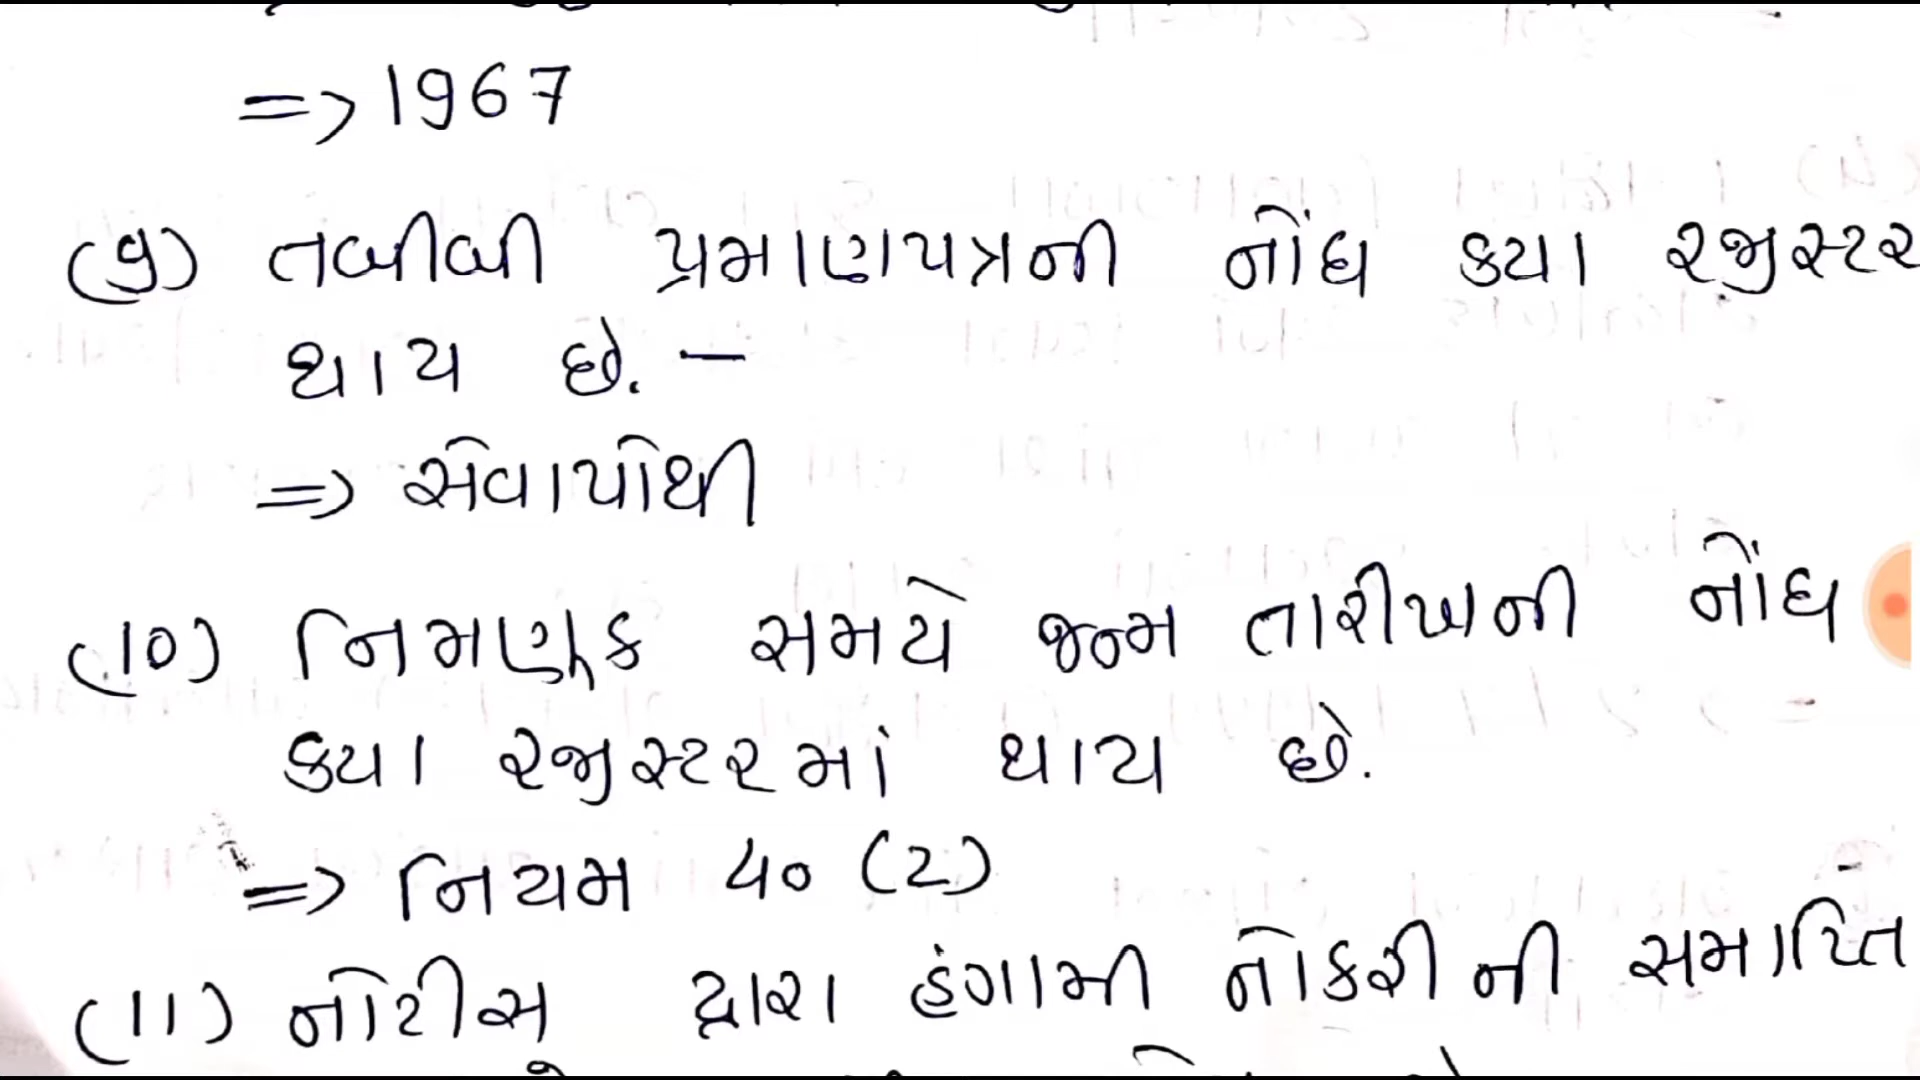 => 1967
(9) તબીબી પ્રમાણપત્રની નોંધ કયા રજીસ્ટર
થાય છે. –
=> સેવાપોથી
(10) નિમણૂક સમયે જન્મ તારીખની નોંધ
કયા રજીસ્ટરમાં થાય છે.
=> નિયમ ૫૦ (2)
(11) નોટીસ દ્વારા હંગામી નોકરી ની સમાપ્તિ